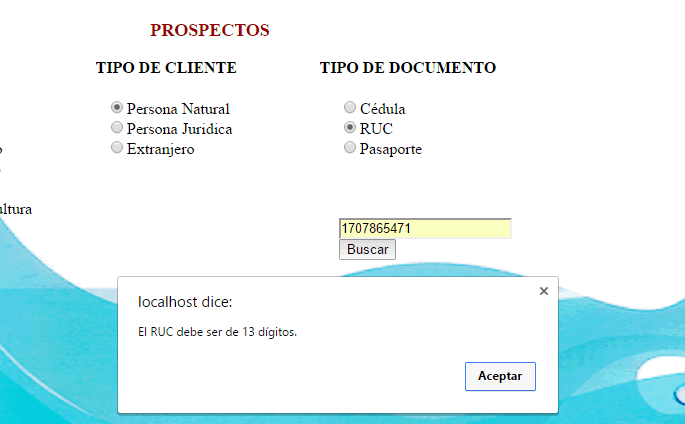 PROSPECTOS
TIPO DE CLIENTE TIPO DE DOCUMENTO
Persona Natural Cédula
Persona Juridica RUC
Extranjero Pasaporte
ultura
1707865471
Buscar
localhost dice:
El RUC debe ser de 13 dígitos.
Aceptar